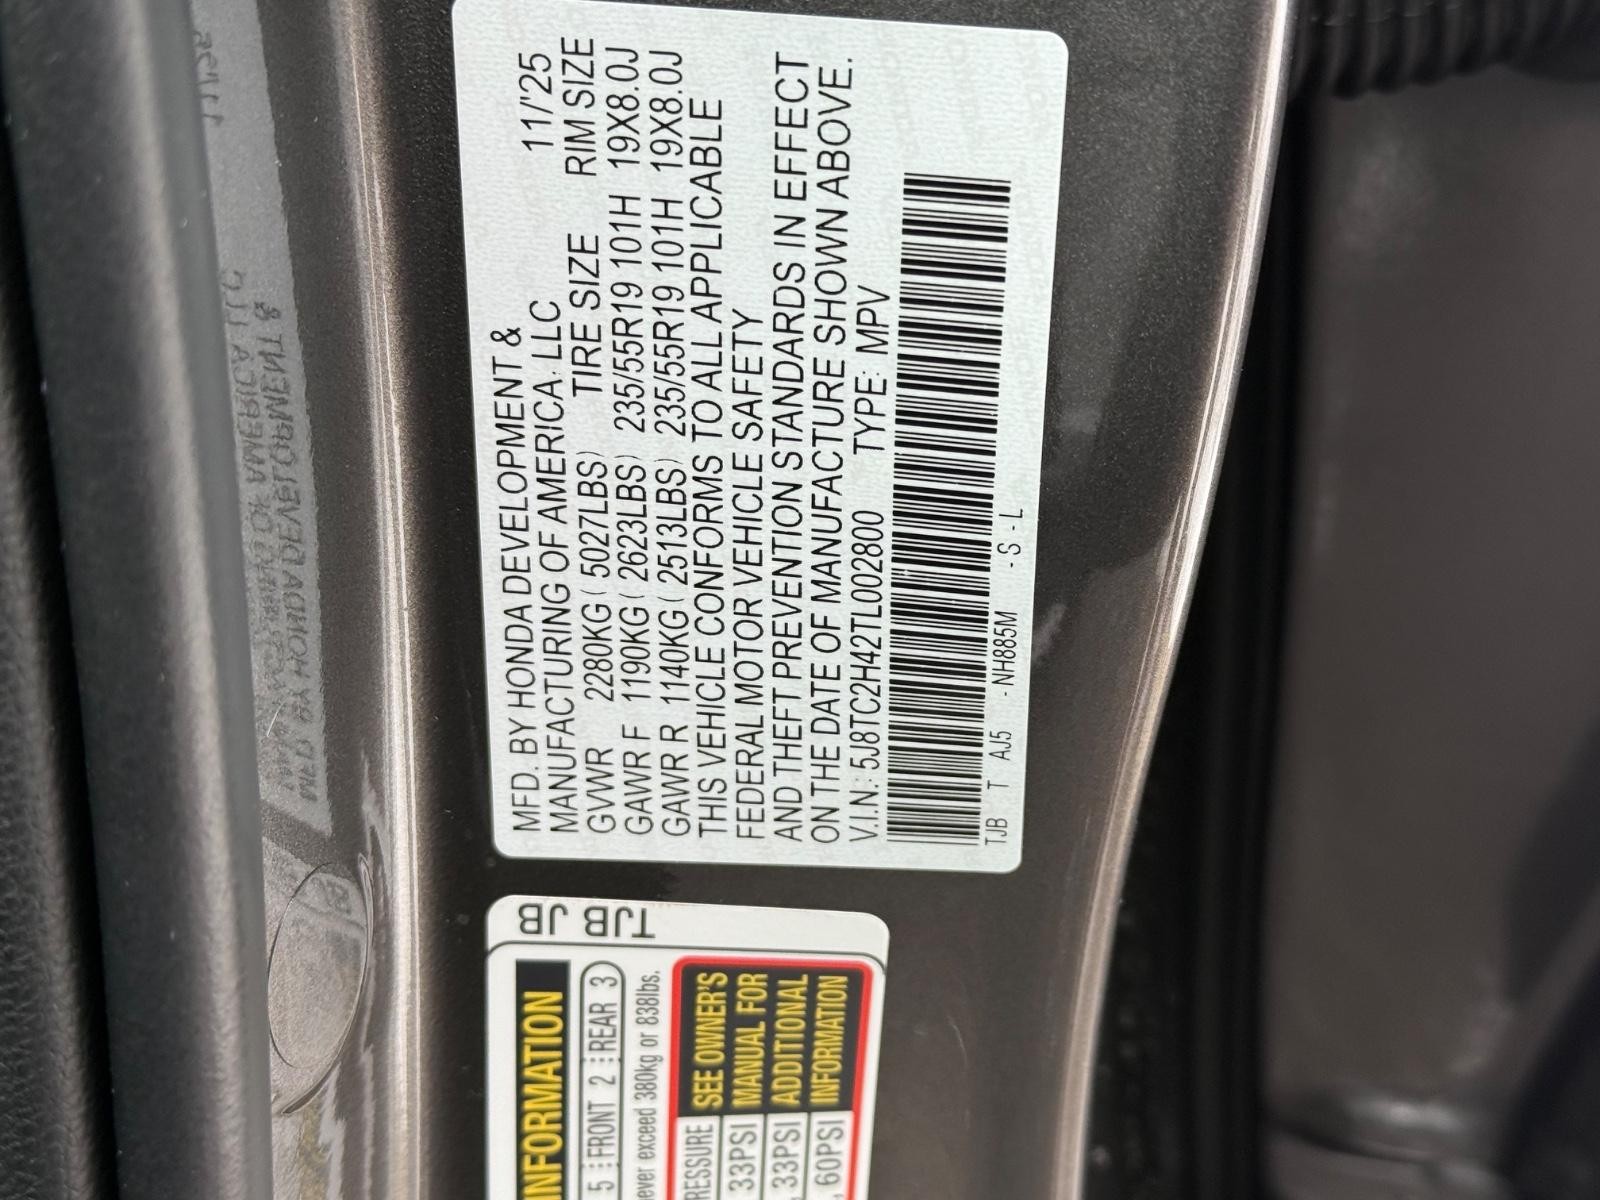 MFD. BY HONDA DEVELOPMENT &
MANUFACTURING OF AMERICA. LLC 11/'25
GVWR 2280KG ( 5027LBS) TIRE SIZE RIM SIZE
GAWR F 1190KG ( 2623LBS) 235/55R19 101H 19X8.0J
GAWR R 1140KG ( 2513LBS) 235/55R19 101H 19X8.0J
THIS VEHICLE CONFORMS TO ALL APPLICABLE
FEDERAL MOTOR VEHICLE SAFETY
AND THEFT PREVENTION STANDARDS IN EFFECT
ON THE DATE OF MANUFACTURE SHOWN ABOVE.
V.I.N.: 5J8TC2H42TL002800 TYPE: MPV
TJB T AJ5 - NH885M - S - L
TJB JB
INFORMATION
5 FRONT 2 REAR 3
never exceed 380kg or 838lbs.
33PSI
33PSI
60PSI
SEE OWNER'S
MANUAL FOR
ADDITIONAL
INFORMATION